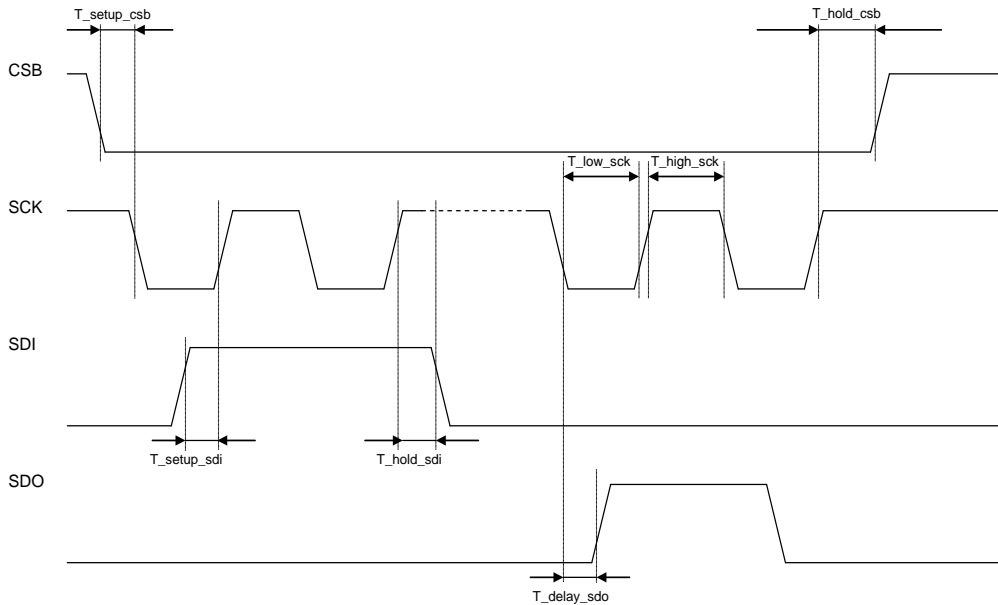 T_setup_csb
T_hold_csb
CSB
T_low_sck
T_high_sck
SCK
SDI
T_setup_sdi
T_hold_sdi
SDO
T_delay_sdo